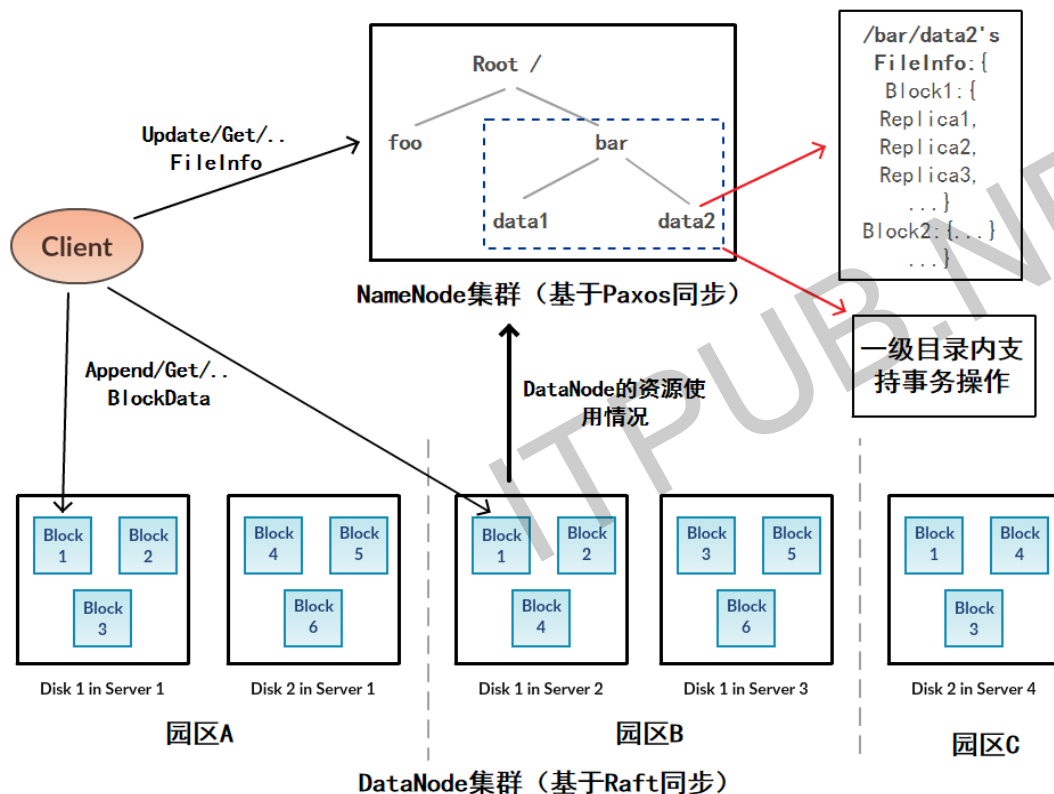 Root /
foo
bar
data1
data2
/bar/data2's
FileInfo:{
Block1:{
Replica1,
Replica2,
Replica3,
...}
Block2:{...}
...}
Update/Get/..
FileInfo
Client
NameNode集群（基于Paxos同步）
一级目录内支
持事务操作
Append/Get/..
BlockData
DataNode的资源使
用情况
ITPUB.NE
Block
1
Block
2
Block
3
Disk 1 in Server 1
Block
4
Block
5
Block
6
Disk 2 in Server 1
Block
1
Block
2
Block
4
Disk 1 in Server 2
Block
3
Block
5
Block
6
Disk 1 in Server 3
Block
1
Block
4
Block
3
Disk 2 in Server 4
园区A
园区B
园区C
DataNode集群（基于Raft同步）